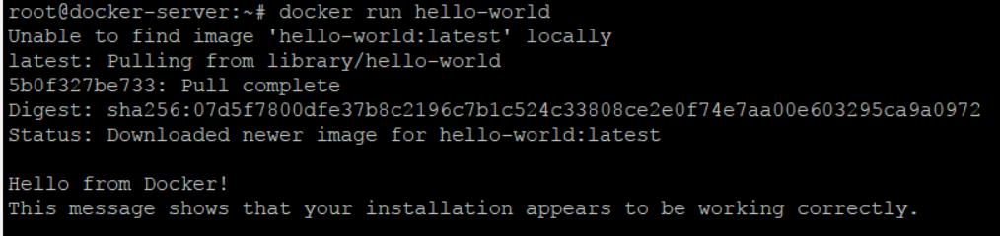 root@docker-server:~# docker run hello-world
Unable to find image 'hello-world:latest' locally
latest: Pulling from library/hello-world
5b0f327be733: Pull complete
Digest: sha256:07d5f7800dfe37b8c2196c7b1c524c33808ce2e0f74e7aa00e603295ca9a0972
Status: Downloaded newer image for hello-world:latest
Hello from Docker!
This message shows that your installation appears to be working correctly.